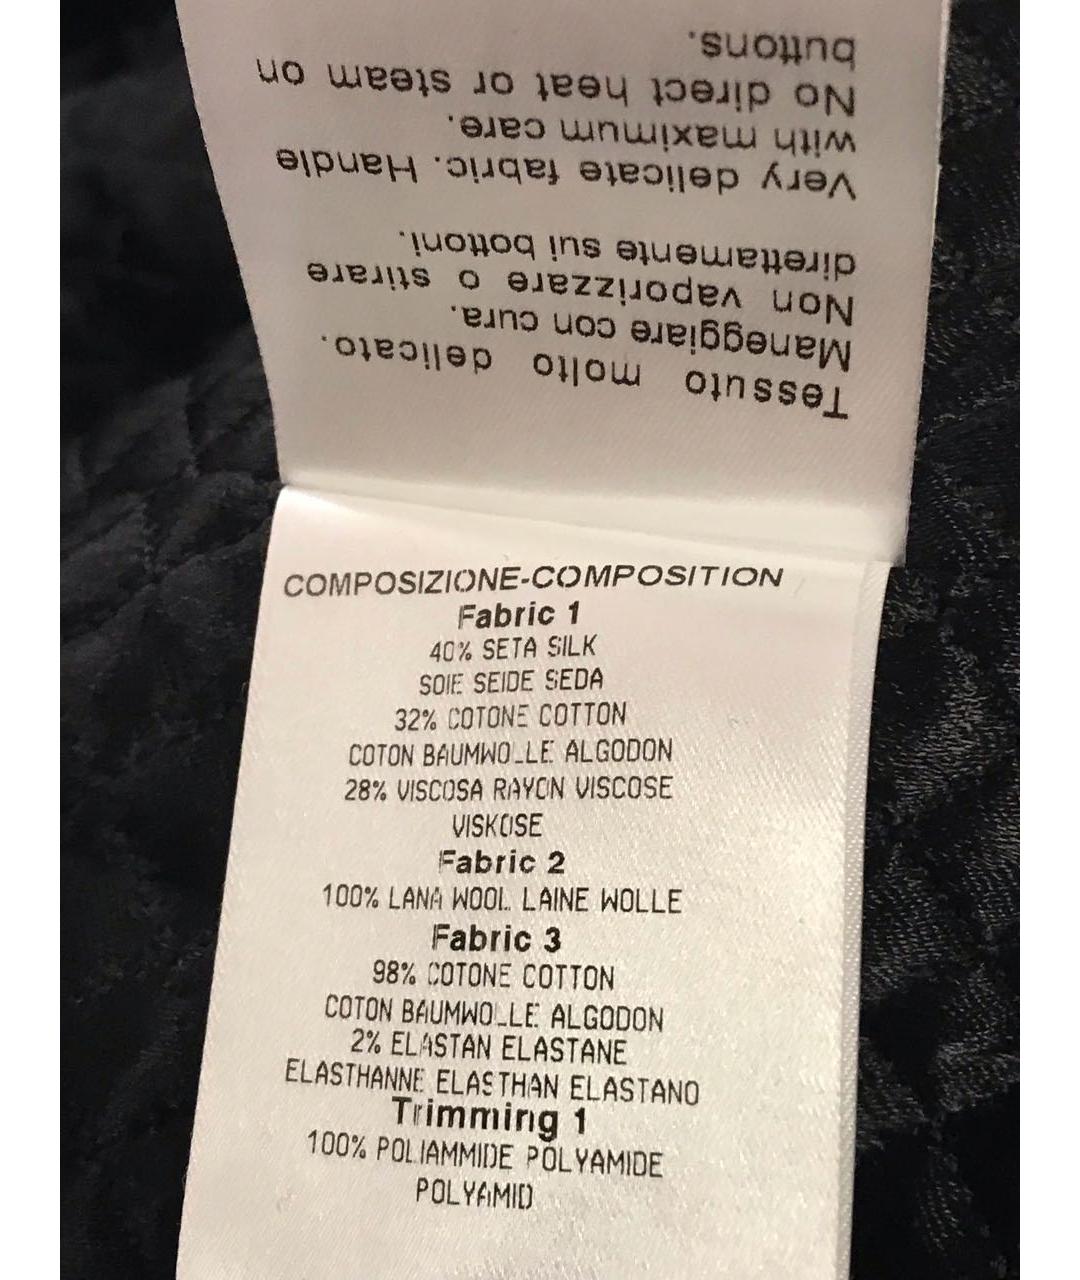 Tessuto molto delicato.
Maneggiare con cura.
Non vaporizzare o stirare
direttamente sui bottoni.
Very delicate fabric. Handle
with maximum care.
No direct heat or steam on
buttons.
COMPOSIZIONE-COMPOSITION
Fabric 1
40% SETA SILK
SOIE SEIDE SEDA
32% COTONE COTTON
COTON BAUMWOLLE ALGODON
28% VISCOSA RAYON VISCOSE
VISKOSE
Fabric 2
100% LANA WOOL LAINE WOLLE
Fabric 3
98% COTONE COTTON
COTON BAUMWOLLE ALGODON
2% ELASTAN ELASTANE
ELASTHANNE ELASTHAN ELASTANO
Trimming 1
100% POLIAMMIDE POLYAMIDE
POLYAMID